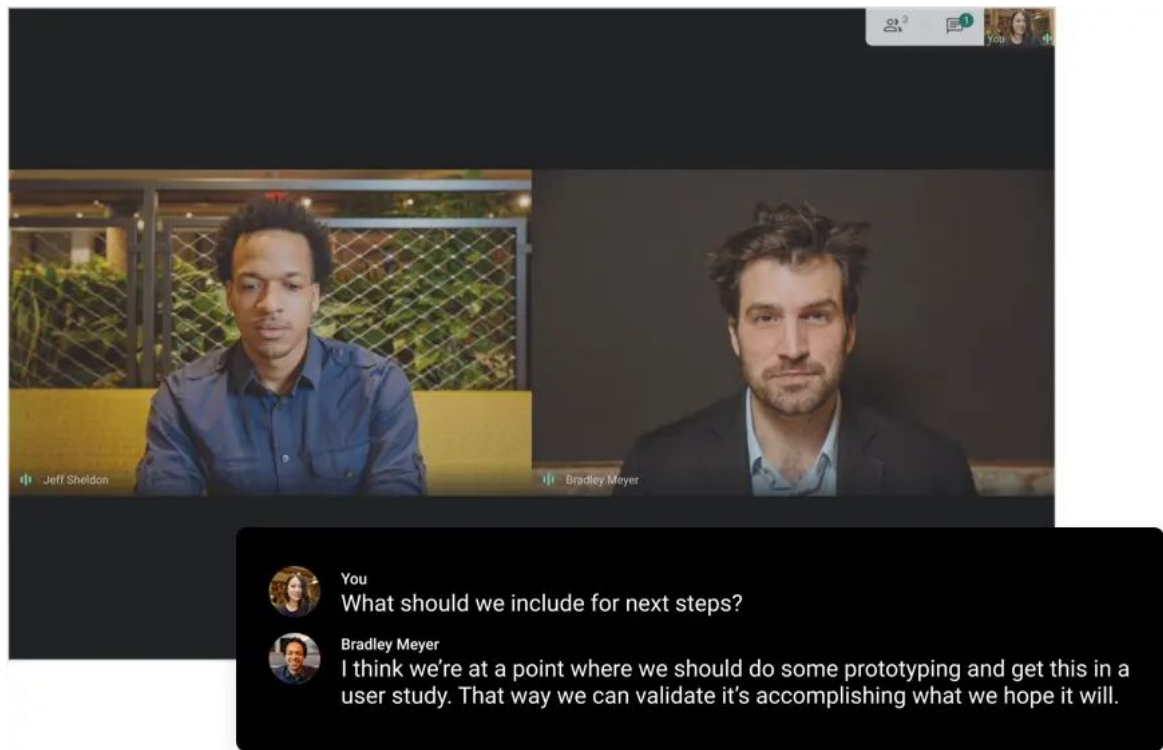 3
1
You
Jeff Sheldon
Bradley Meyer
You
What should we include for next steps?
Bradley Meyer
I think we’re at a point where we should do some prototyping and get this in a
user study. That way we can validate it’s accomplishing what we hope it will.